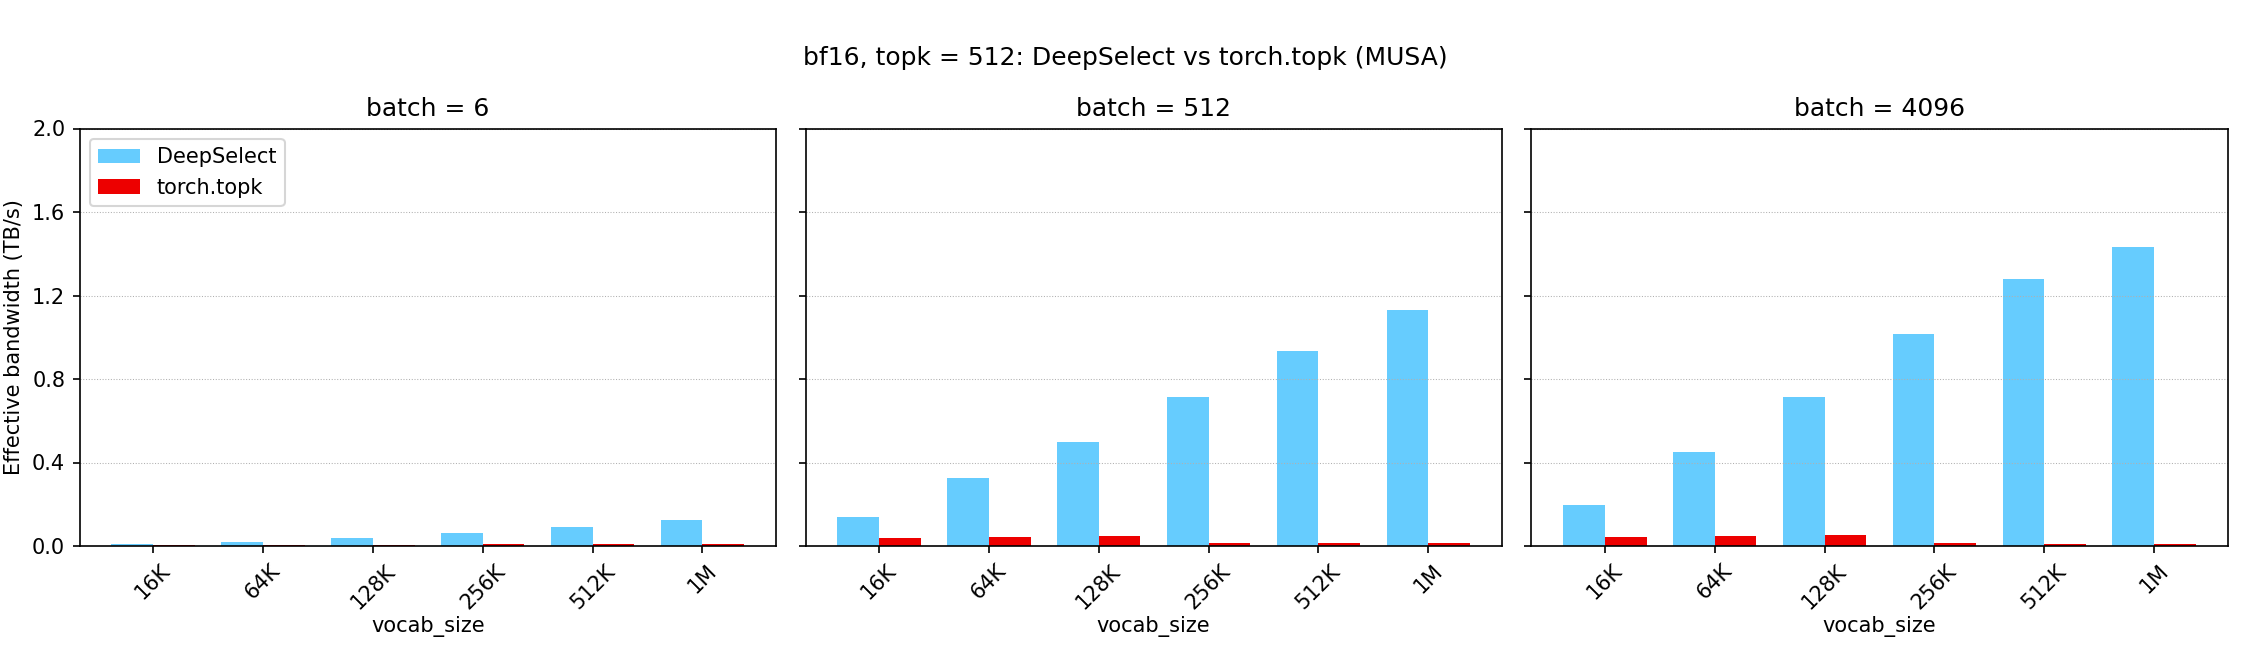 bf16, topk = 512: DeepSelect vs torch.topk (MUSA)
batch = 6
batch = 512
batch = 4096
Effective bandwidth (TB/s)
2.0
1.6
1.2
0.8
0.4
0.0
DeepSelect
torch.topk
16K 64K 128K 256K 512K 1M
vocab_size
16K 64K 128K 256K 512K 1M
vocab_size
16K 64K 128K 256K 512K 1M
vocab_size